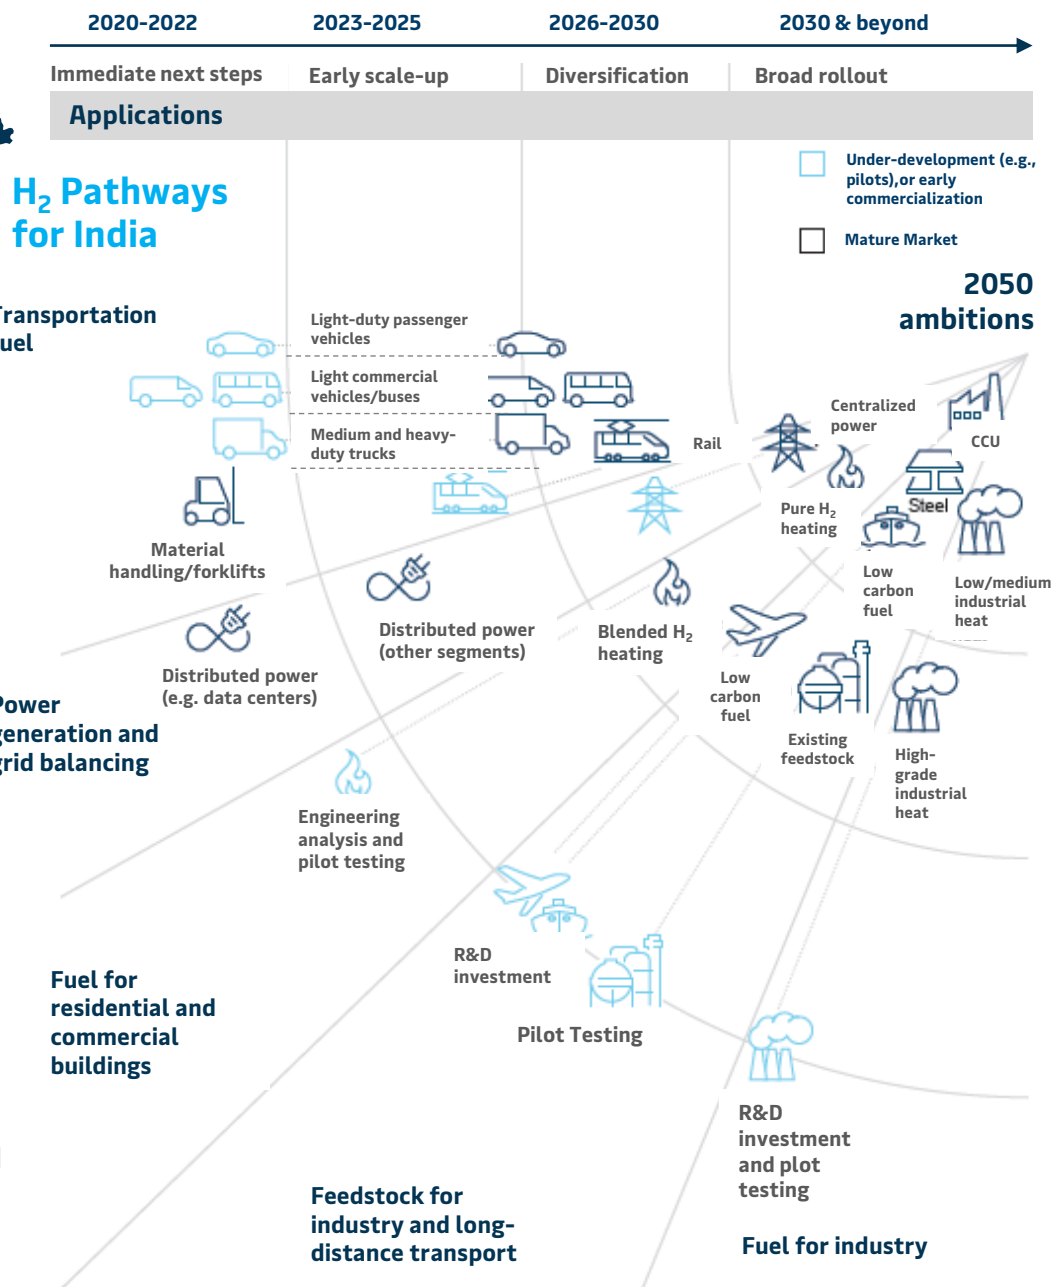 2020-2022
2023-2025
2026-2030
2030 & beyond
Immediate next steps
Early scale-up
Diversification
Broad rollout
Applications
H2 Pathways
for India
Under-development (e.g.,
pilots),or early
commercialization
Mature Market
2050
ambitions
Transportation
uel
Light-duty passenger
vehicles
Light commercial
vehicles/buses
Medium and heavy-
duty trucks
Rail
Centralized
power
CCU
Pure H2
heating
Steel
Material
handling/forklifts
Low
carbon
fuel
Low/medium
industrial
heat
Distributed power
(other segments)
Blended H2
heating
Distributed power
(e.g. data centers)
Low
carbon
fuel
Existing
feedstock
High-
grade
industrial
heat
Power
generation and
grid balancing
Engineering
analysis and
pilot testing
R&D
investment
Pilot Testing
Fuel for
residential and
commercial
buildings
R&D
investment
and plot
testing
Feedstock for
industry and long-
distance transport
Fuel for industry